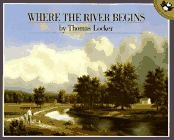 WHERE THE RIVER BEGINS
by Thomas Locker